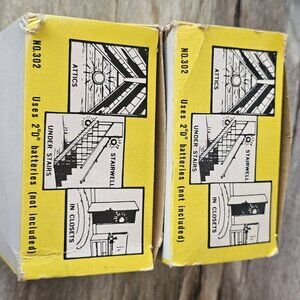 NO.302
Uses 2"D" batteries (not included)
ATTICS
UNDER STAIRS
STAIRWELL
IN CLOSETS
NO.302
Uses 2"D" batteries (not included)
ATTICS
UNDER STAIRS
STAIRWELL
IN CLOSETS